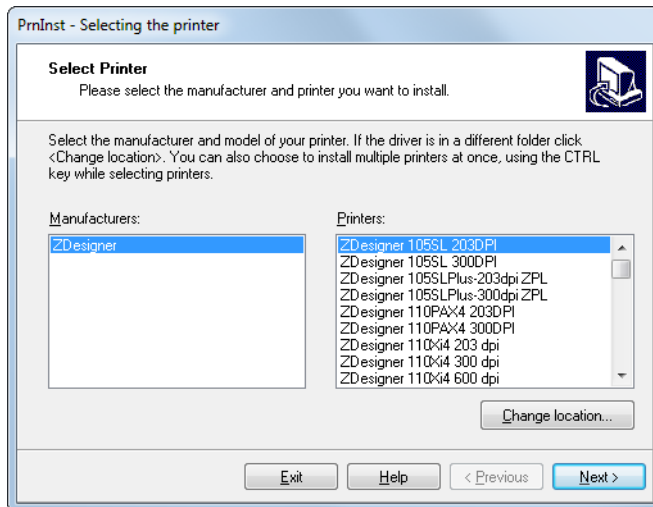 PrnInst - Selecting the printer
Select Printer
Please select the manufacturer and printer you want to install.
Select the manufacturer and model of your printer. If the driver is in a different folder click
<Change location>. You can also choose to install multiple printers at once, using the CTRL
key while selecting printers.
Manufacturers:
ZDesigner
Printers:
ZDesigner 105SL 203DPI
ZDesigner 105SL 300DPI
ZDesigner 105SLPlus-203dpi ZPL
ZDesigner 105SLPlus-300dpi ZPL
ZDesigner 110PAX4 203DPI
ZDesigner 110PAX4 300DPI
ZDesigner 110Xi4 203 dpi
ZDesigner 110Xi4 300 dpi
ZDesigner 110Xi4 600 dpi
Change location...
Exit
Help
< Previous
Next >